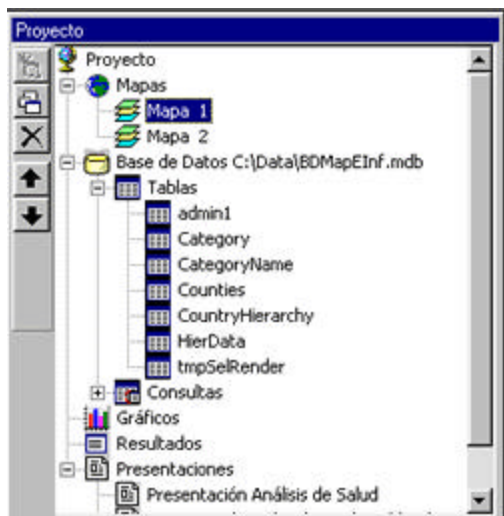 Proyecto
Proyecto
Mapas
Mapa 1
Mapa 2
Base de Datos C:\Data\BDMapEInf.mdb
Tablas
admin1
Category
CategoryName
Counties
CountryHierarchy
HierData
tmpSelRender
Consultas
Gráficos
Resultados
Presentaciones
Presentación Análisis de Salud